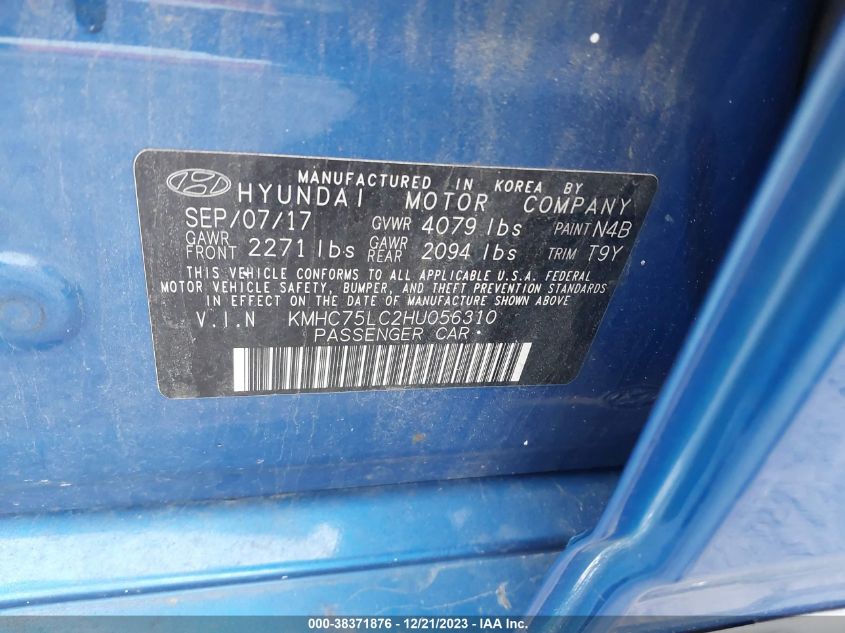 MANUFACTURED IN KOREA BY
HYUNDAI MOTOR COMPANY
SEP/07/17 GVWR 4079 lbs PAINT N4B
GAWR FRONT 2271 lbs GAWR REAR 2094 lbs TRIM T9Y
THIS VEHICLE CONFORMS TO ALL APPLICABLE U.S.A. FEDERAL
MOTOR VEHICLE SAFETY, BUMPER, AND THEFT PREVENTION STANDARDS
IN EFFECT ON THE DATE OF MANUFACTURE SHOWN ABOVE
V.I.N KMHC75LC2HU056310
PASSENGER CAR
000-38371876 - 12/21/2023 - IAA Inc.